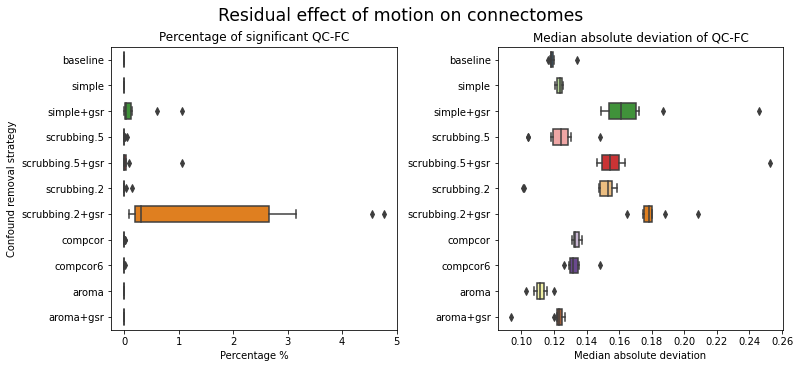 Residual effect of motion on connectomes
Percentage of significant QC-FC
Confound removal strategy
baseline
simple
simple+gsr
scrubbing.5
scrubbing.5+gsr
scrubbing.2
scrubbing.2+gsr
compcor
compcor6
aroma
aroma+gsr
0 1 2 3 4 5
Percentage %
Median absolute deviation of QC-FC
baseline
simple
simple+gsr
scrubbing.5
scrubbing.5+gsr
scrubbing.2
scrubbing.2+gsr
compcor
compcor6
aroma
aroma+gsr
0.10 0.12 0.14 0.16 0.18 0.20 0.22 0.24 0.26
Median absolute deviation